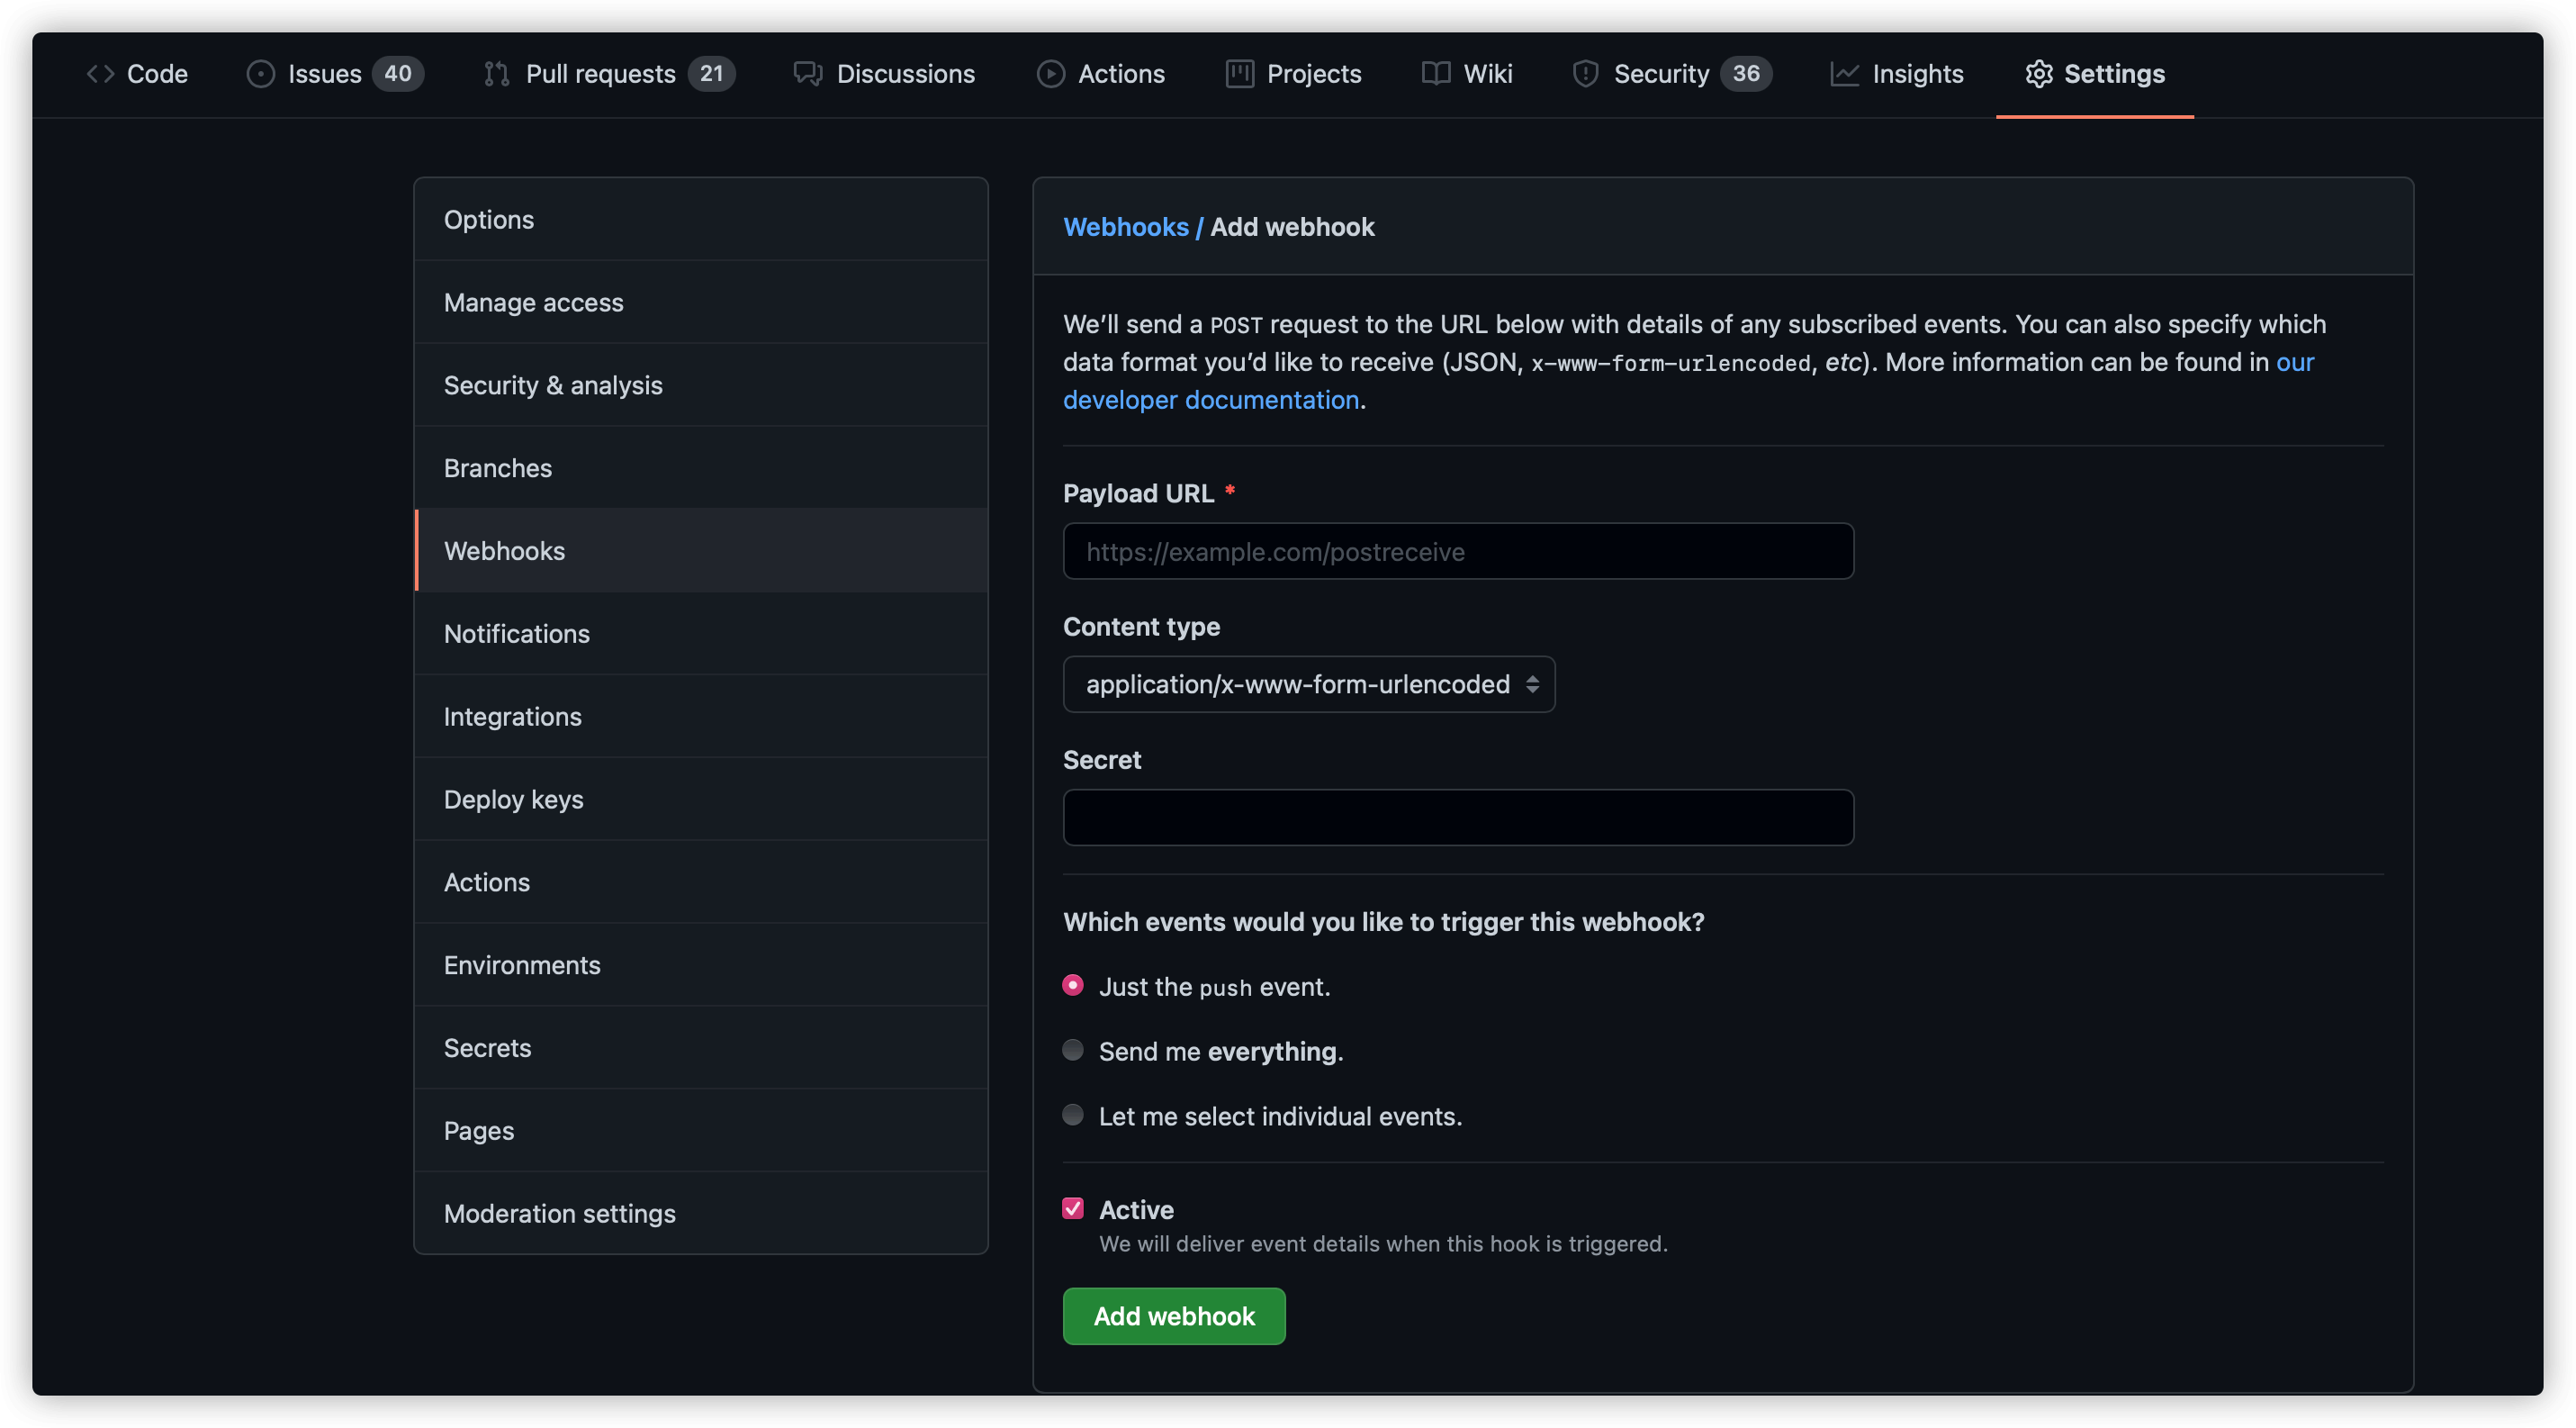 Code Issues 40 Pull requests 21 Discussions Actions Projects Wiki Security 36 Insights Settings
Options
Manage access
Security & analysis
Branches
Webhooks
Notifications
Integrations
Deploy keys
Actions
Environments
Secrets
Pages
Moderation settings
Webhooks / Add webhook
We’ll send a POST request to the URL below with details of any subscribed events. You can also specify which
data format you’d like to receive (JSON, x-www-form-urlencoded, etc). More information can be found in our
developer documentation.
Payload URL *
https://example.com/postreceive
Content type
application/x-www-form-urlencoded
Secret
Which events would you like to trigger this webhook?
Just the push event.
Send me everything.
Let me select individual events.
Active
We will deliver event details when this hook is triggered.
Add webhook